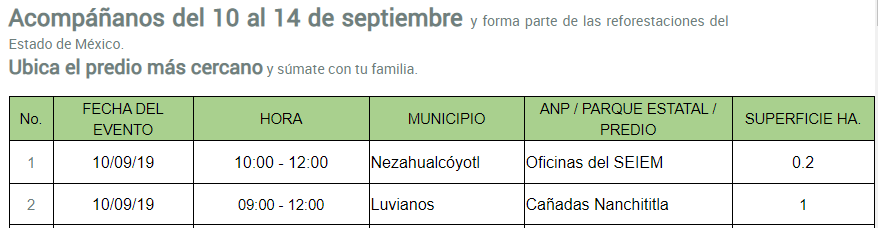 Acompáñanos del 10 al 14 de septiembre y forma parte de las reforestaciones del
Estado de México.
Ubica el predio más cercano y súmate con tu familia.
No. FECHA DEL EVENTO HORA MUNICIPIO ANP / PARQUE ESTATAL / PREDIO SUPERFICIE HA.
1 10/09/19 10:00 - 12:00 Nezahualcóyotl Oficinas del SEIEM 0.2
2 10/09/19 09:00 - 12:00 Luvianos Cañadas Nanchititla 1